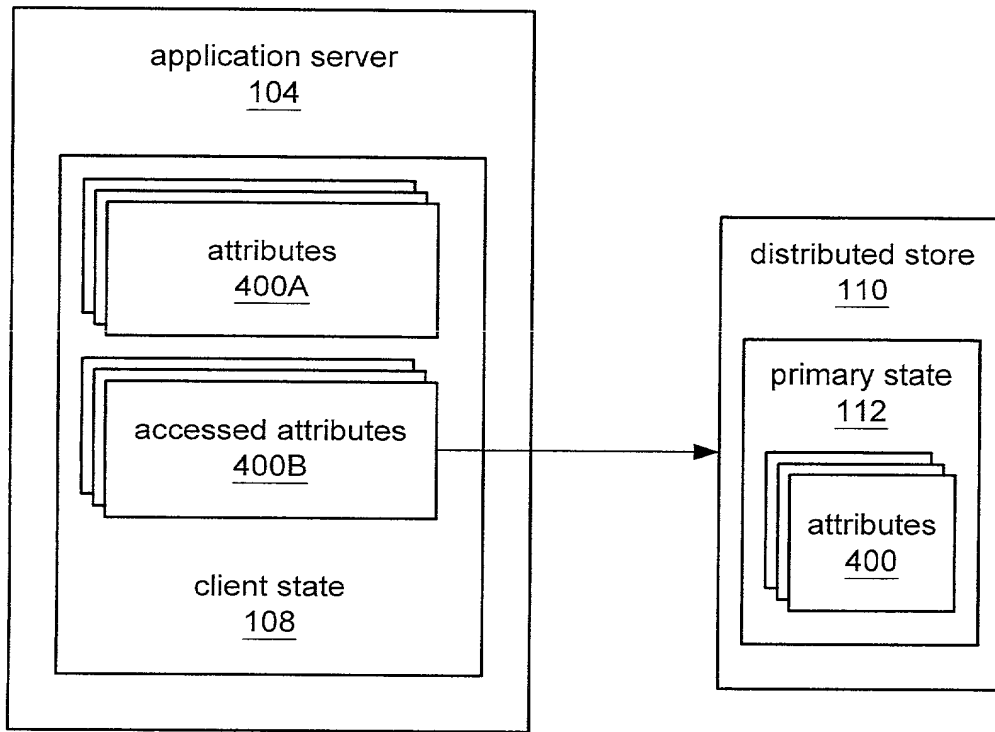 application server
104
attributes
400A
accessed attributes
400B
client state
108
distributed store
110
primary state
112
attributes
400